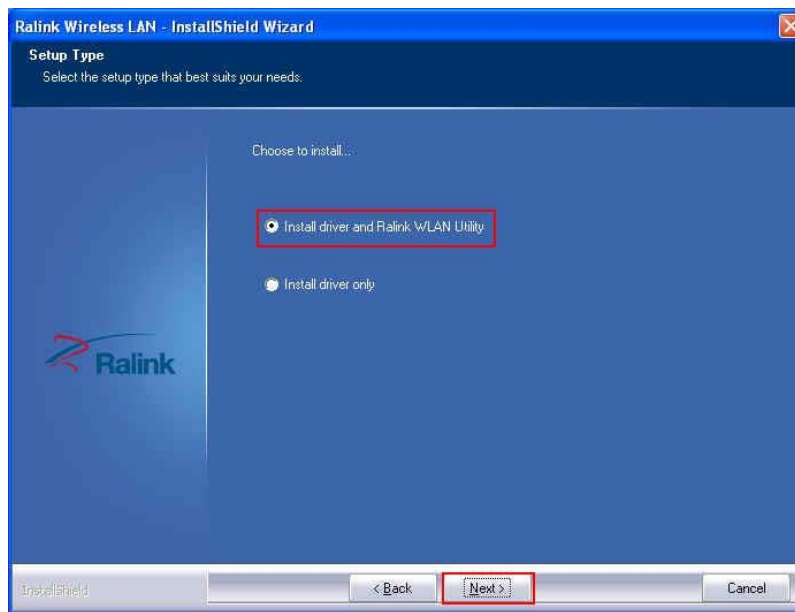 Ralink Wireless LAN - InstallShield Wizard
Setup Type
Select the setup type that best suits your needs.
Choose to install...
Install driver and Ralink WLAN Utility
Install driver only
Ralink
InstallShield
< Back
Next >
Cancel